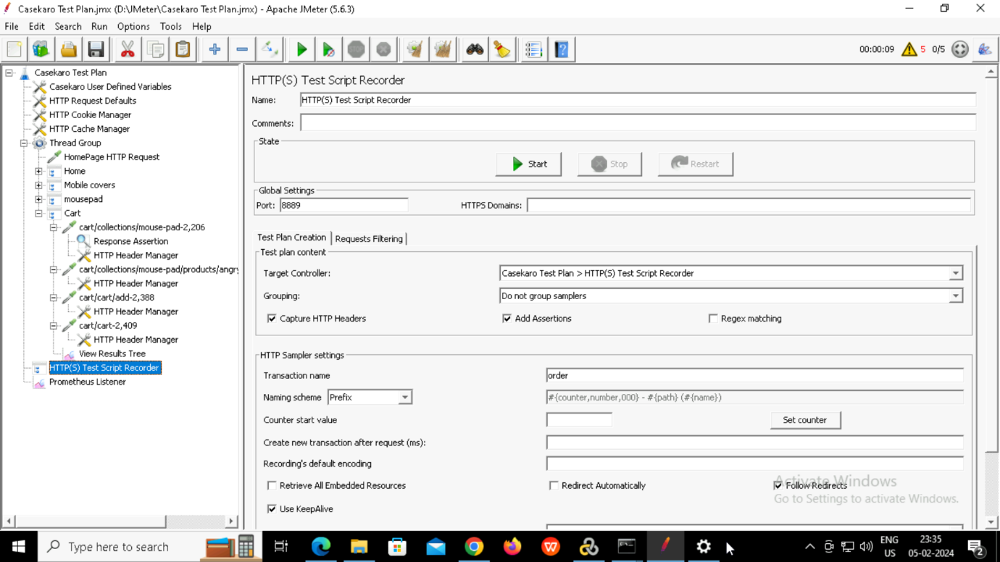 Casekaro Test Plan.jmx (D:\JMeter\Casekaro Test Plan.jmx) - Apache JMeter (5.6.3)
File Edit Search Run Options Tools Help
00:00:09 5 0/5
Casekaro Test Plan
Casekaro User Defined Variables
HTTP Request Defaults
HTTP Cookie Manager
HTTP Cache Manager
Thread Group
HomePage HTTP Request
Home
Mobile covers
mousepad
Cart
cart/collections/mouse-pad-2,206
Response Assertion
HTTP Header Manager
cart/collections/mouse-pad/products/angry
HTTP Header Manager
cart/cart/add-2,388
HTTP Header Manager
cart/cart-2,409
HTTP Header Manager
View Results Tree
HTTP(S) Test Script Recorder
Prometheus Listener
HTTP(S) Test Script Recorder
Name: HTTP(S) Test Script Recorder
Comments:
State
Start Stop Restart
Global Settings
Port: 8889 HTTPS Domains:
Test Plan Creation Requests Filtering
Test plan content
Target Controller: Casekaro Test Plan > HTTP(S) Test Script Recorder
Grouping: Do not group samplers
Capture HTTP Headers Add Assertions Regex matching
HTTP Sampler settings
Transaction name order
Naming scheme Prefix #{counter,number,000} - #{path} (#{name})
Counter start value Set counter
Create new transaction after request (ms):
Recording's default encoding
Retrieve All Embedded Resources Redirect Automatically Follow Redirects
Use KeepAlive
Activate Windows
Go to Settings to activate Windows.
Type here to search
ENG
US
23:35
05-02-2024
2